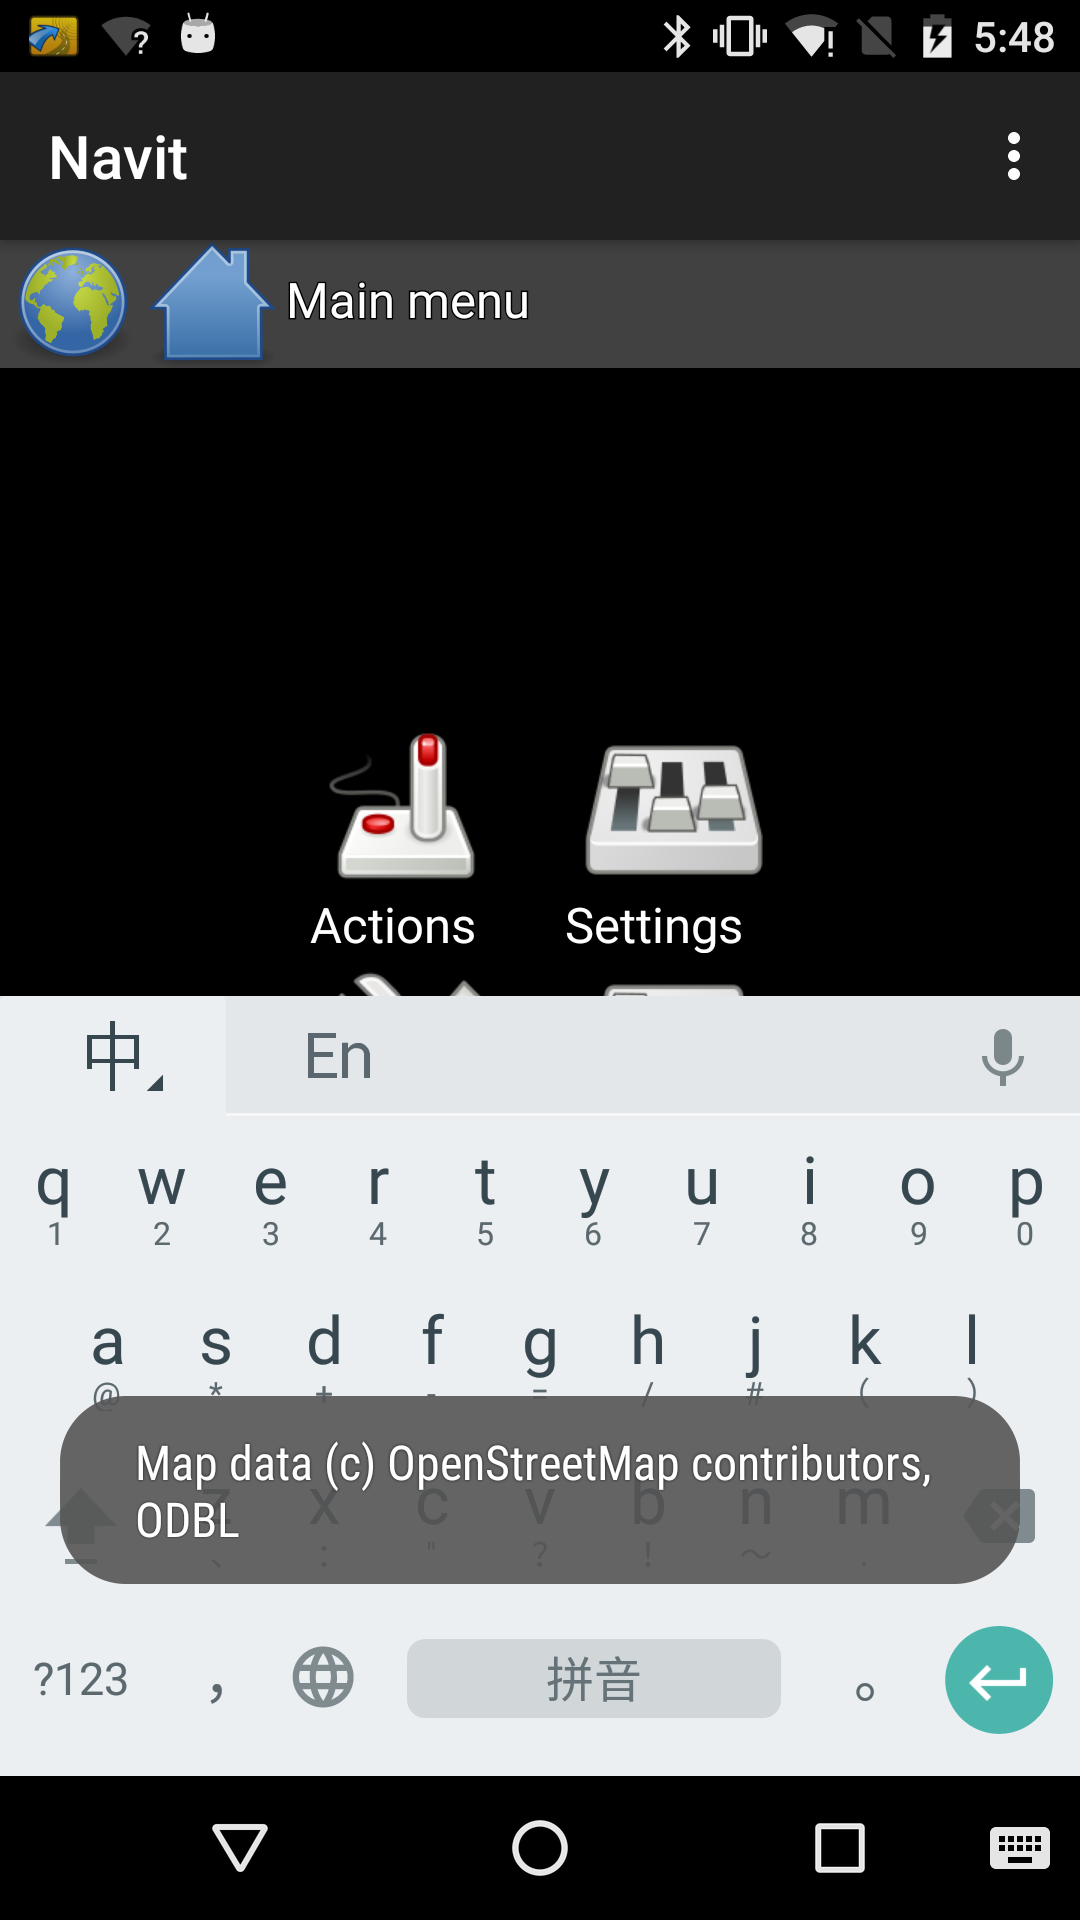 5:48
Navit
Main menu
Actions Settings
中 En
q w e r t y u i o p
1 2 3 4 5 6 7 8 9 0
a s d f g h j k l
@ * + - = / # ( )
Map data (c) OpenStreetMap contributors,
ODBL
z x c v b n m
、 : " ? ! ～ .
?123 ， 拼音 。